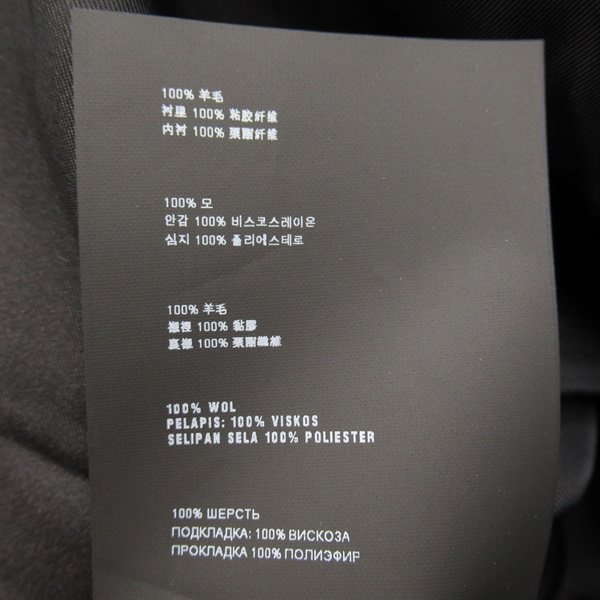 100% 羊毛
衬里 100% 粘胶纤维
内衬 100% 聚酯纤维
100% 모
안감 100% 비스코스레이온
심지 100% 폴리에스테로
100% 羊毛
襯裡 100% 黏膠
裏襯 100% 聚酯纖維
100% WOL
PELAPIS: 100% VISKOS
SELIPAN SELA 100% POLIESTER
100% ШЕРСТЬ
ПОДКЛАДКА: 100% ВИСКОЗА
ПРОКЛАДКА 100% ПОЛИЭФИР